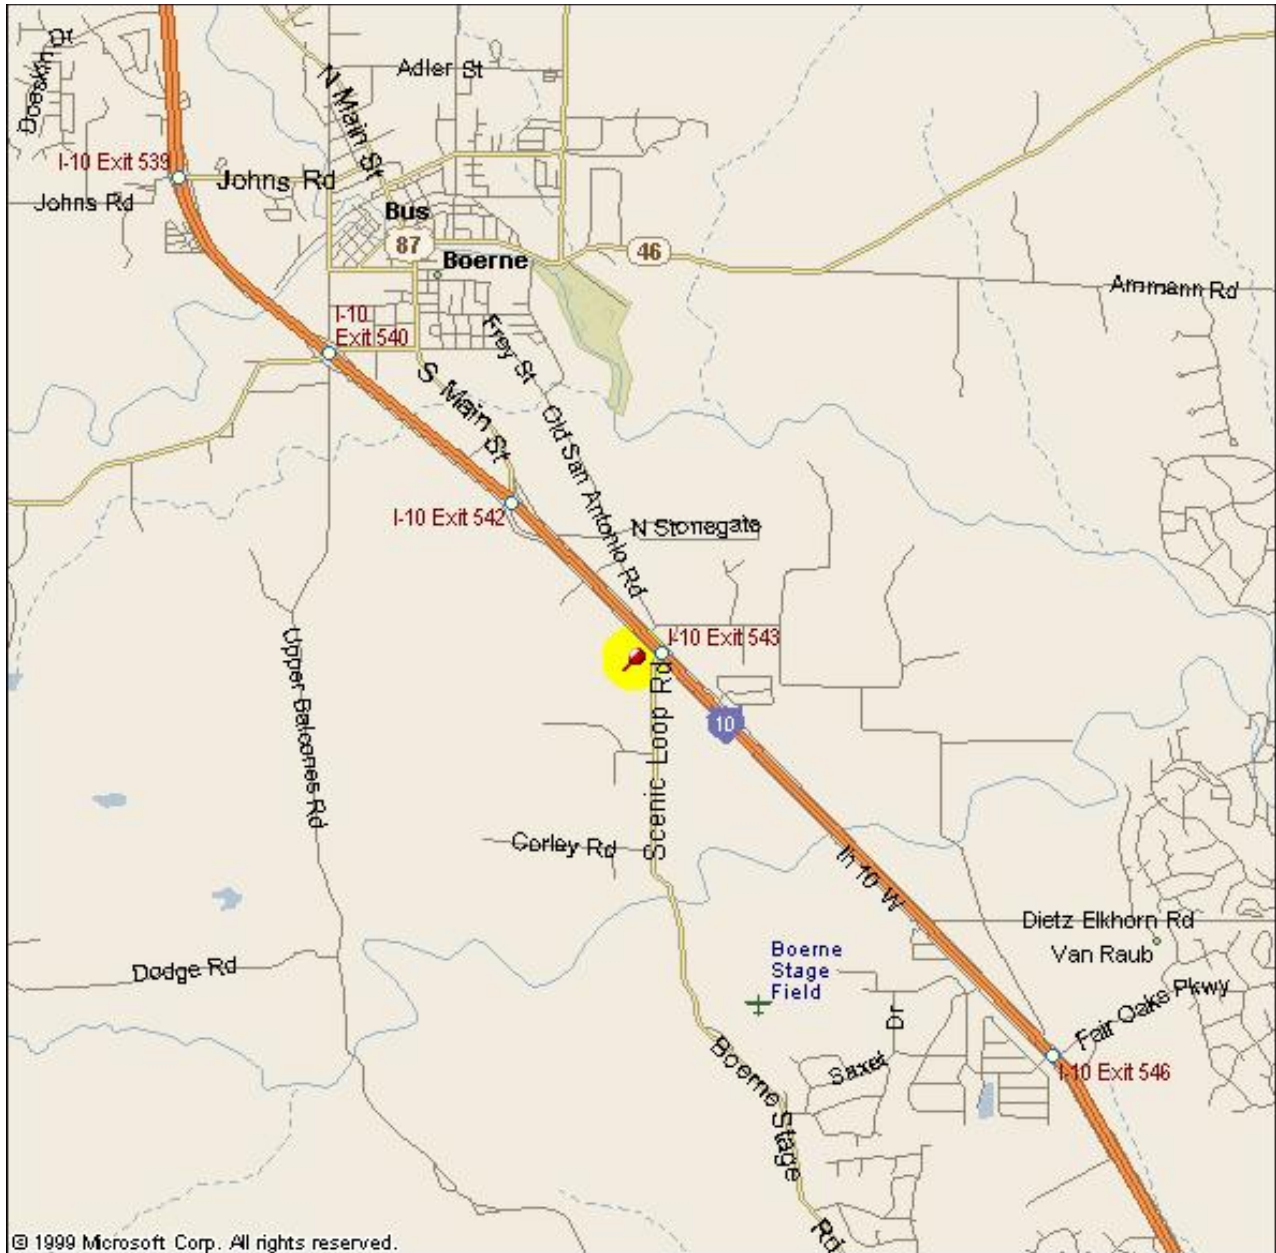 Doeskin Dr
N Main St
Adler St
I-10 Exit 539
Johns Rd
Johns Rd
Bus
87
46
Boerne
Ammann Rd
I-10
Exit 540
Frey St
S Main St
Old San Antonio Rd
I-10 Exit 542
N Stonegate
I-10 Exit 543
Upper Balcones Rd
Scenic Loop Rd
10
Corley Rd
Ih 10 W
Dietz Elkhorn Rd
Van Raub
Boerne
Stage
Field
Dodge Rd
Fair Oaks Pkwy
Dr
Saxet
I-10 Exit 546
Boerne Stage Rd
© 1999 Microsoft Corp. All rights reserved.